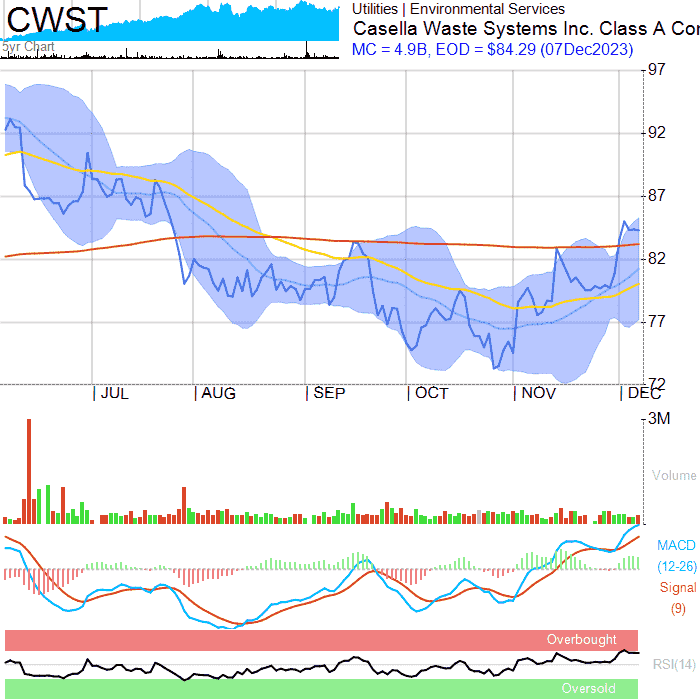 CWST
5yr Chart
Utilities | Environmental Services
Casella Waste Systems Inc. Class A Cor
MC = 4.9B, EOD = $84.29 (07Dec2023)
97
92
87
82
77
72
| JUL | AUG | SEP | OCT | NOV | DEC
3M
Volume
MACD
(12-26)
Signal
(9)
Overbought
RSI(14)
Oversold